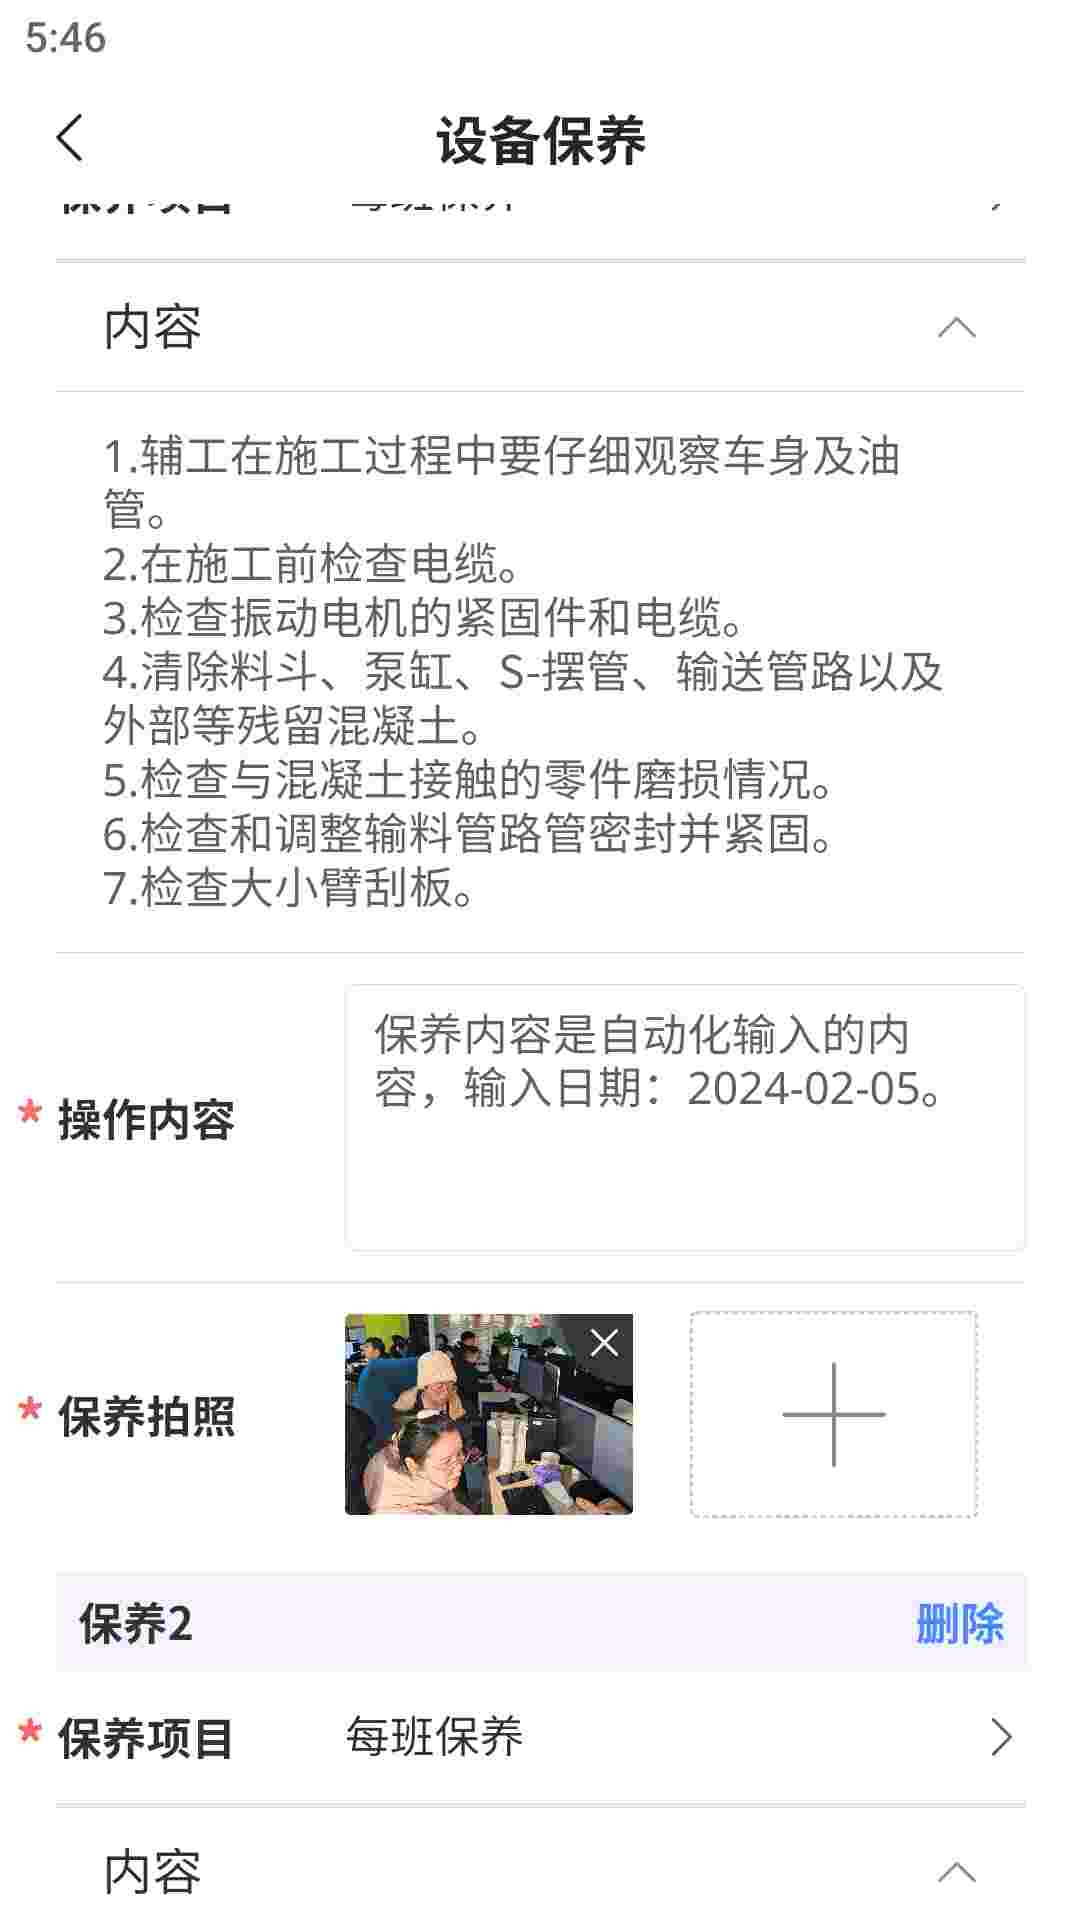 5:46
设备保养
内容
1.辅工在施工过程中要仔细观察车身及油
管。
2.在施工前检查电缆。
3.检查振动电机的紧固件和电缆。
4.清除料斗、泵缸、S-摆管、输送管路以及
外部等残留混凝土。
5.检查与混凝土接触的零件磨损情况。
6.检查和调整输料管路管密封并紧固。
7.检查大小臂刮板。
* 操作内容
保养内容是自动化输入的内
容，输入日期：2024-02-05。
* 保养拍照
保养2 删除
* 保养项目 每班保养
内容